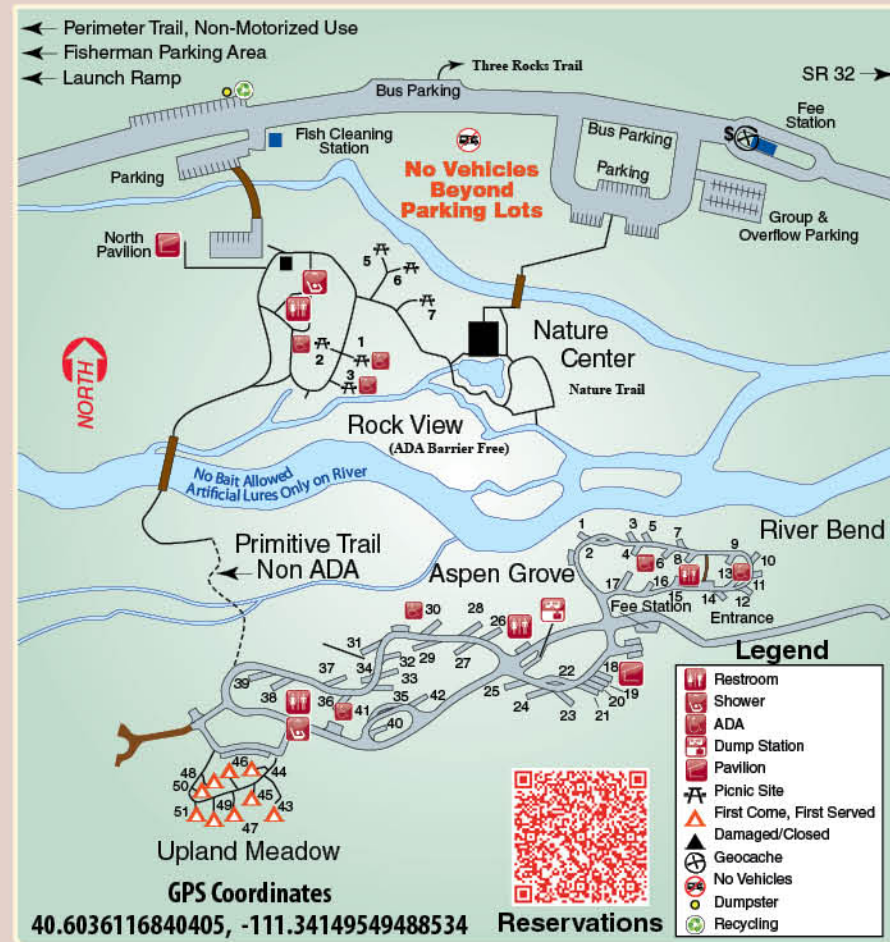 Perimeter Trail, Non-Motorized Use
Fisherman Parking Area
Launch Ramp
Three Rocks Trail
SR 32
Bus Parking
Fee
Station
Fish Cleaning
Station
Parking
No Vehicles
Beyond
Parking Lots
Bus Parking
Parking
Group &
Overflow Parking
North
Pavilion
5
6
7
1
2
3
Nature
Center
Nature Trail
NORTH
Rock View
(ADA Barrier Free)
No Bait Allowed
Artificial Lures Only on River
Primitive Trail
Non ADA
Aspen Grove
River Bend
1
2
3
4
5
6
7
8
9
10
11
12
13
14
15
16
17
Fee Station
Entrance
30
28
26
31
29
27
34
32
33
37
39
38
36
41
35
42
40
25
24
22
23
18
19
20
21
48
46
44
50
45
51
49
43
47
Upland Meadow
GPS Coordinates
40.6036116840405, -111.34149549488534
Reservations
Legend
Restroom
Shower
ADA
Dump Station
Pavilion
Picnic Site
First Come, First Served
Damaged/Closed
Geocache
No Vehicles
Dumpster
Recycling